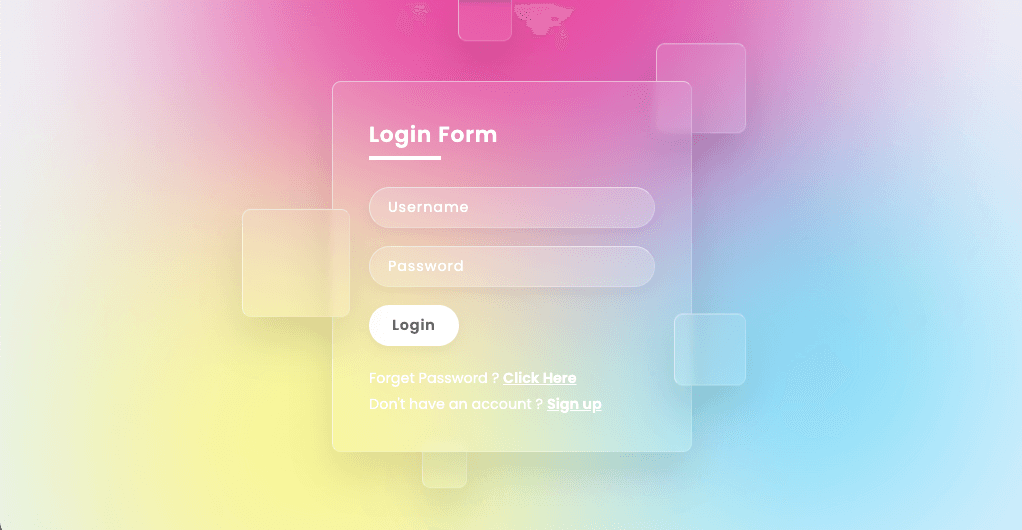 Login Form
Username
Password
Login
Forget Password ? Click Here
Don't have an account ? Sign up